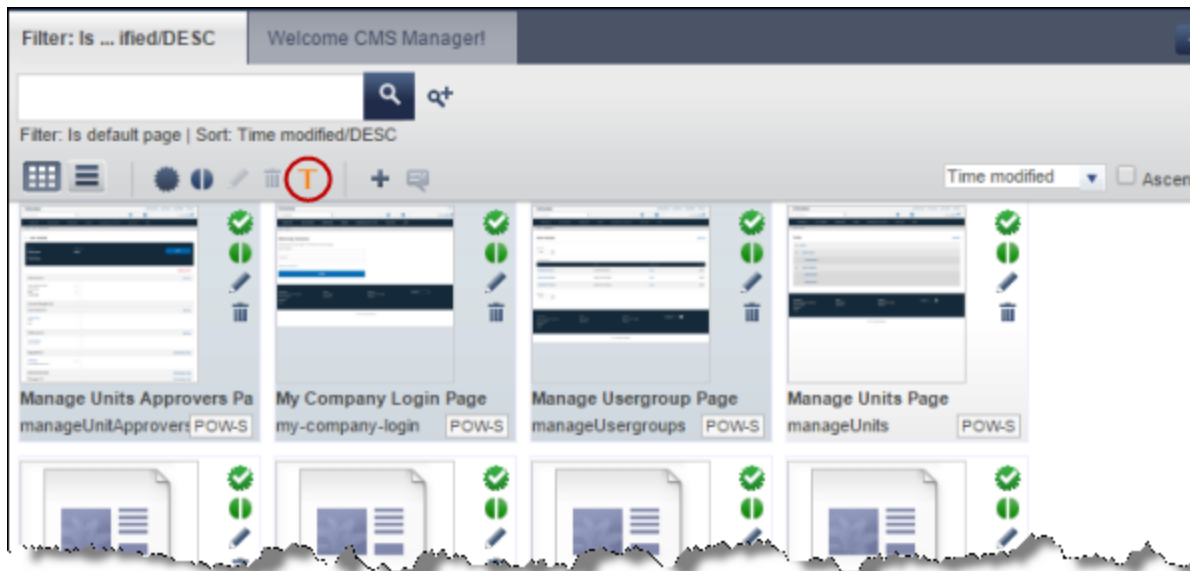 Filter: Is ... ified/DESC
Welcome CMS Manager!
Filter: Is default page | Sort: Time modified/DESC
T
Time modified
Ascen
Manage Units Approvers Pa
My Company Login Page
Manage Usergroup Page
Manage Units Page
manageUnitApprovers
POW-S
my-company-login
POW-S
manageUsergroups
POW-S
manageUnits
POW-S